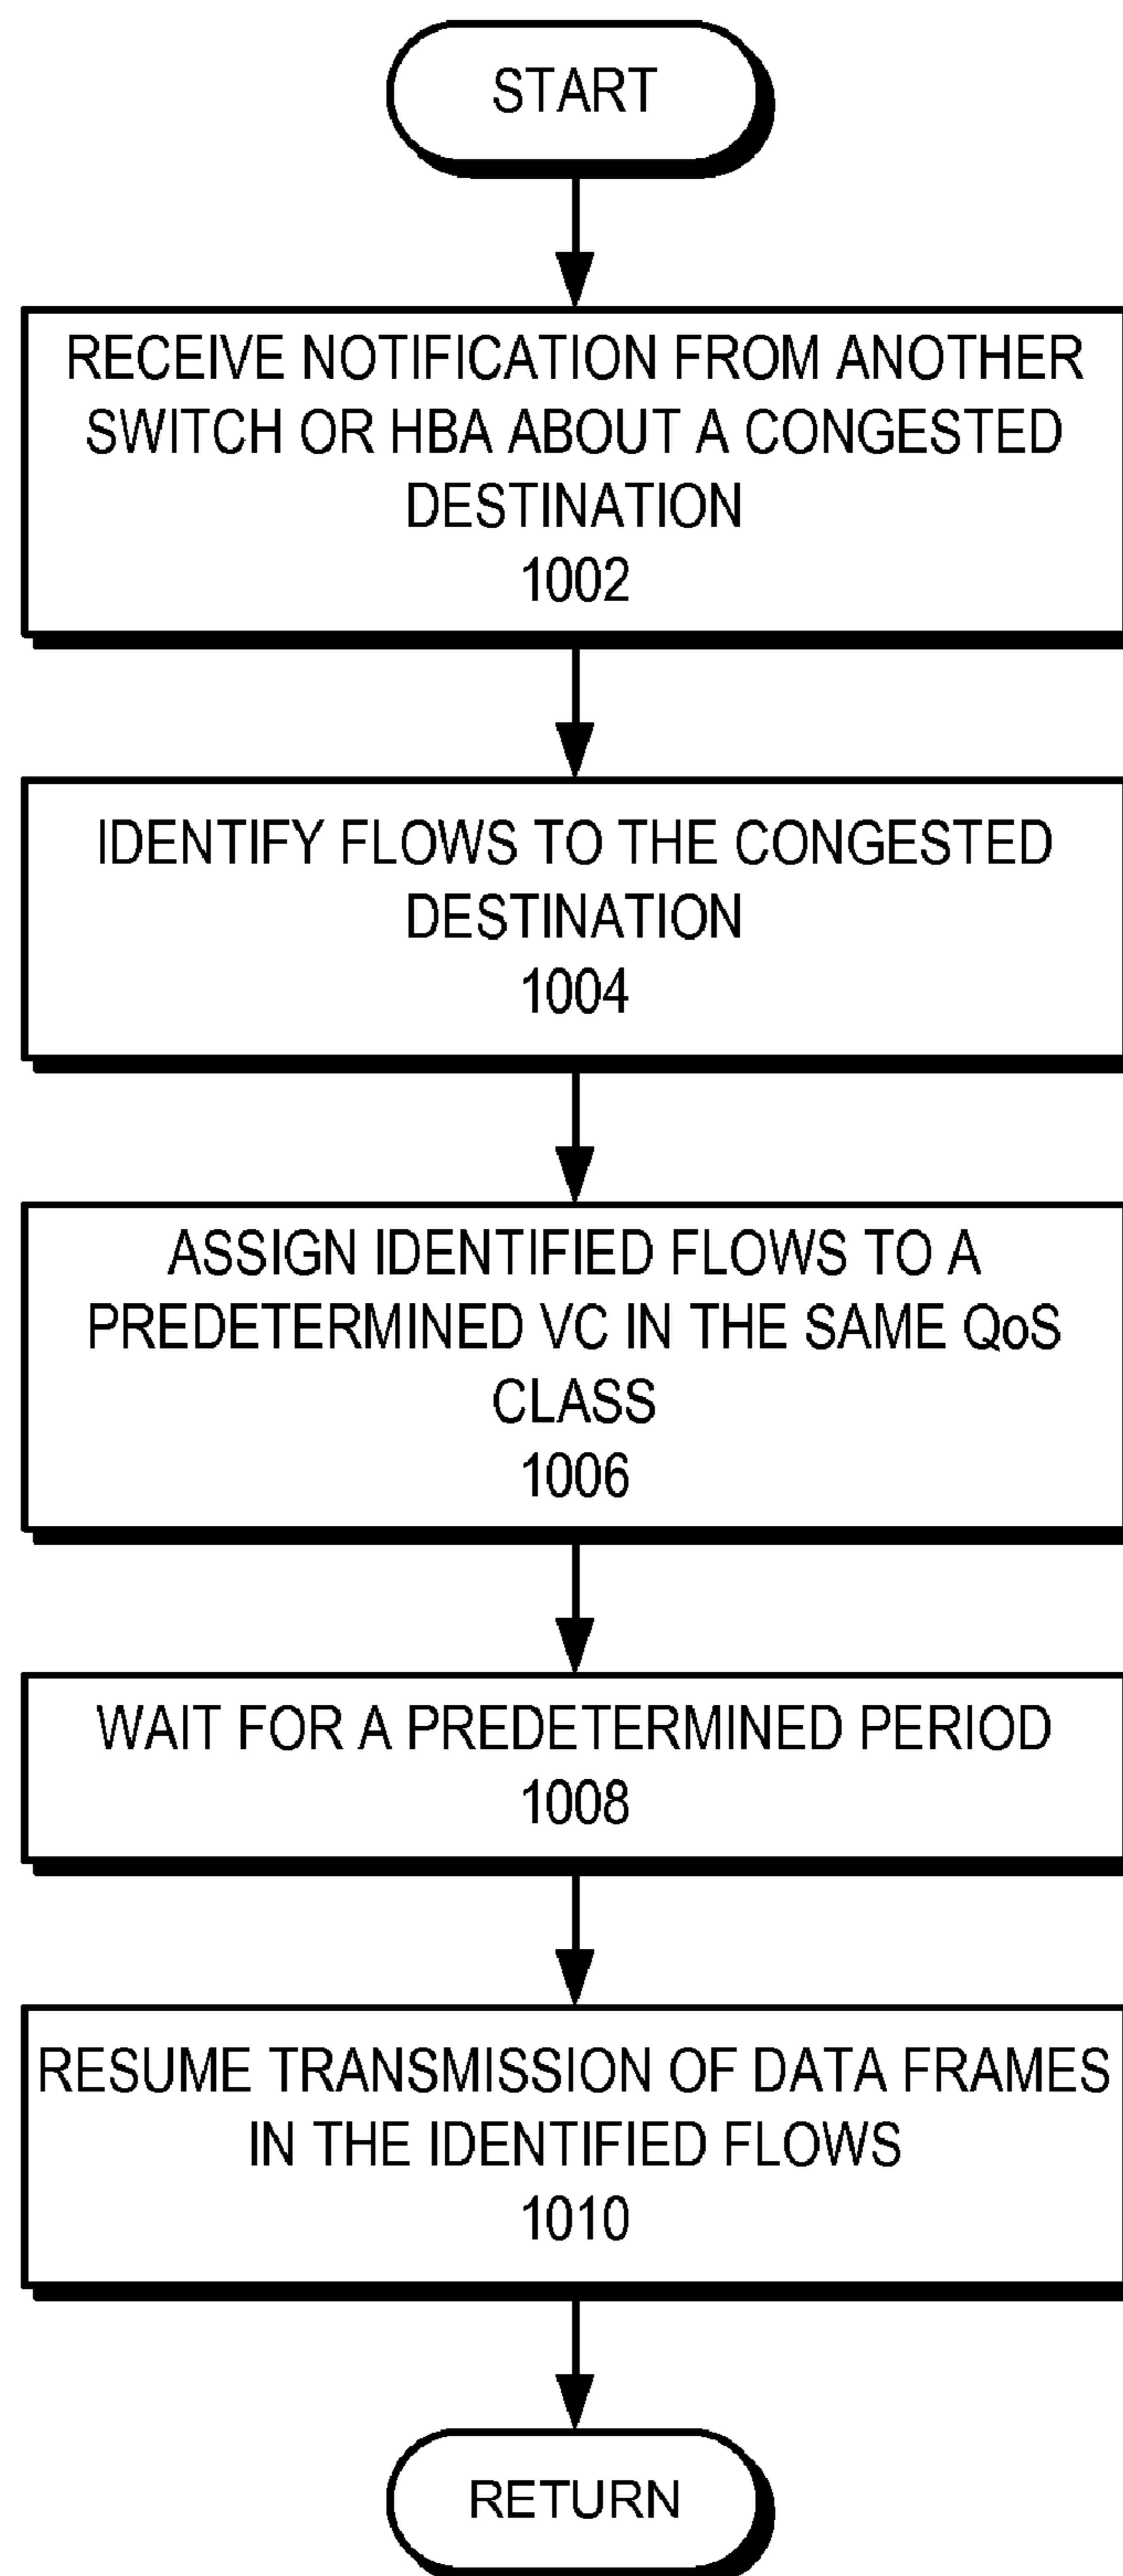 START
RECEIVE NOTIFICATION FROM ANOTHER
SWITCH OR HBA ABOUT A CONGESTED
DESTINATION
1002
IDENTIFY FLOWS TO THE CONGESTED
DESTINATION
1004
ASSIGN IDENTIFIED FLOWS TO A
PREDETERMINED VC IN THE SAME QoS
CLASS
1006
WAIT FOR A PREDETERMINED PERIOD
1008
RESUME TRANSMISSION OF DATA FRAMES
IN THE IDENTIFIED FLOWS
1010
RETURN